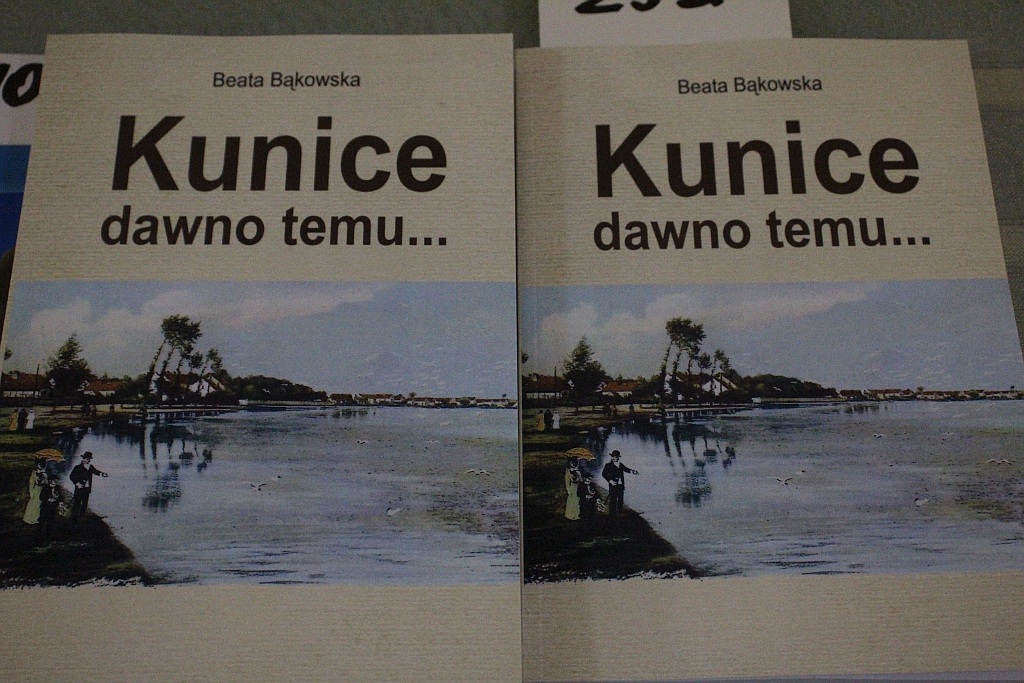 Beata Bąkowska
Kunice
dawno temu...
Beata Bąkowska
Kunice
dawno temu...